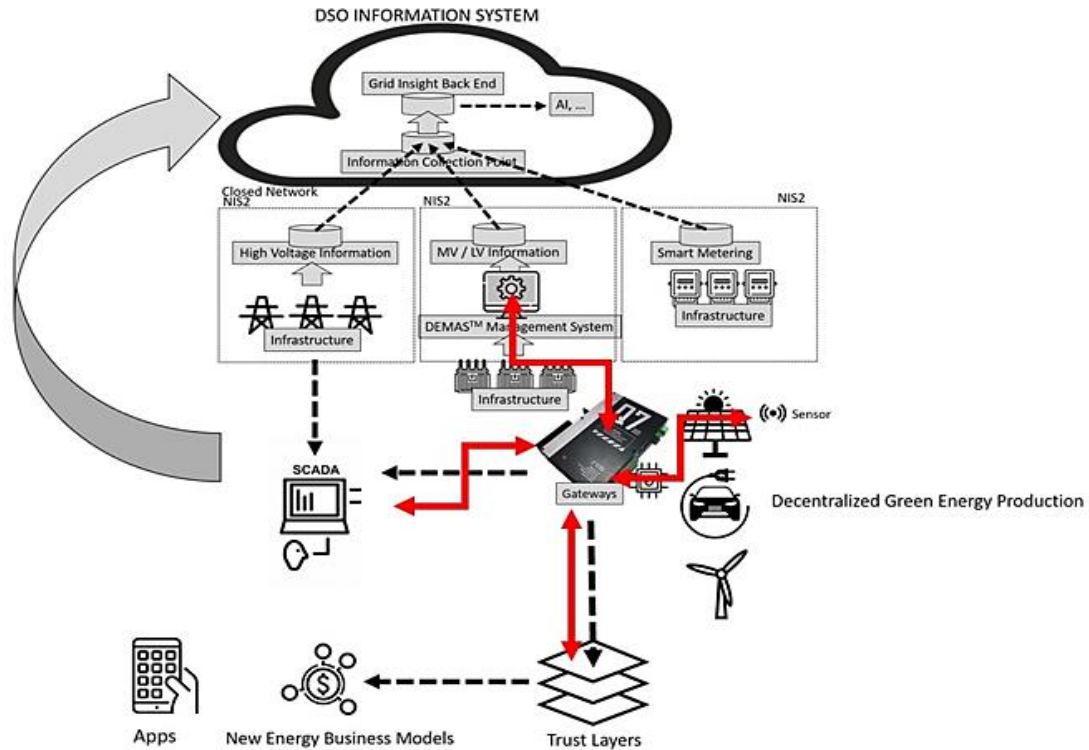 DSO INFORMATION SYSTEM
Grid Insight Back End
AI, ...
Information Collection Point
Closed Network
NIS2
NIS2
NIS2
High Voltage Information
MV / LV Information
Smart Metering
Infrastructure
DEMAS™ Management System
Infrastructure
Infrastructure
Q7
Sensor
SCADA
Gateways
Decentralized Green Energy Production
$
Apps
New Energy Business Models
Trust Layers